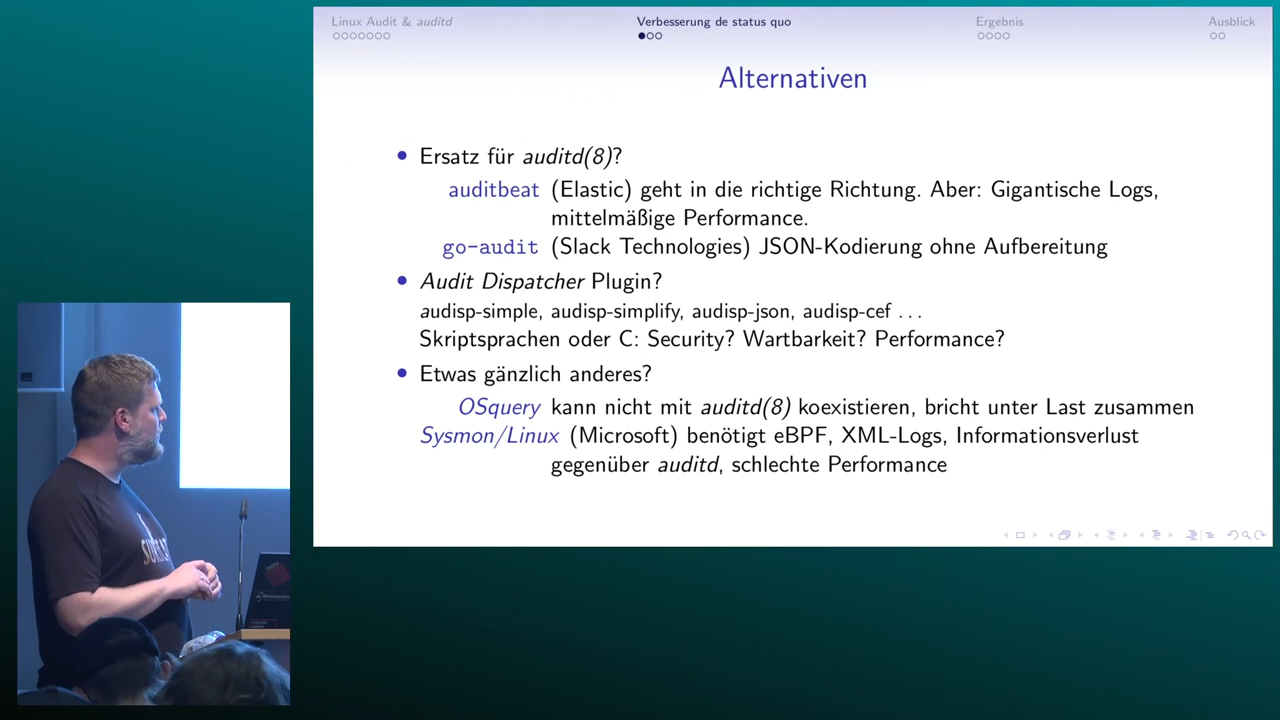 Linux Audit & auditd
Verbesserung de status quo
Ergebnis
Ausblick
Alternativen
• Ersatz für auditd(8)?
auditbeat (Elastic) geht in die richtige Richtung. Aber: Gigantische Logs,
mittelmäßige Performance.
go-audit (Slack Technologies) JSON-Kodierung ohne Aufbereitung
• Audit Dispatcher Plugin?
audisp-simple, audisp-simplify, audisp-json, audisp-cef ...
Skriptsprachen oder C: Security? Wartbarkeit? Performance?
• Etwas gänzlich anderes?
OSquery kann nicht mit auditd(8) koexistieren, bricht unter Last zusammen
Sysmon/Linux (Microsoft) benötigt eBPF, XML-Logs, Informationsverlust
gegenüber auditd, schlechte Performance